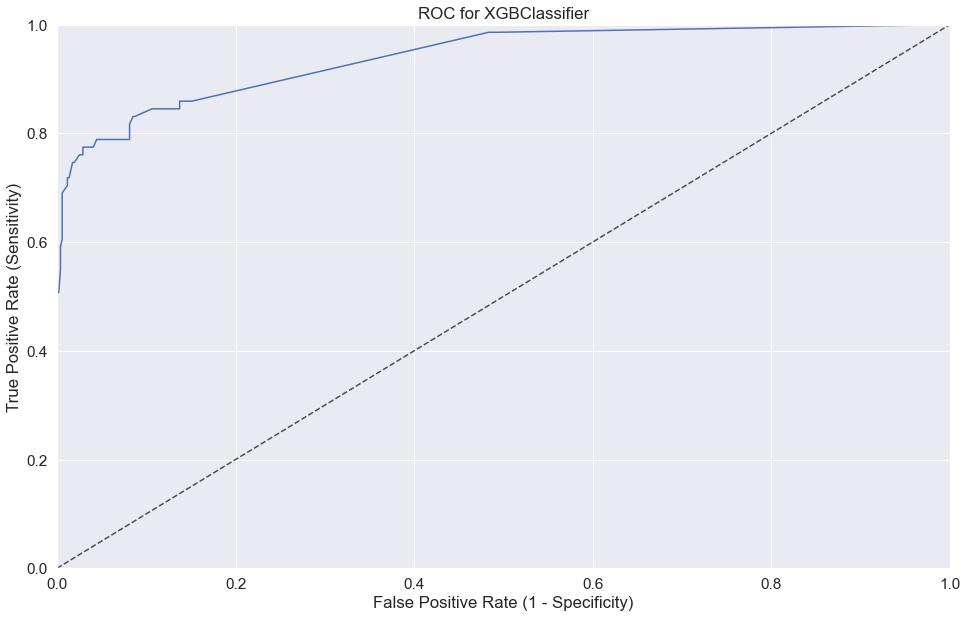 ROC for XGBClassifier
1.0
0.8
0.6
0.4
0.2
0.0
True Positive Rate (Sensitivity)
0.0 0.2 0.4 0.6 0.8 1.0
False Positive Rate (1 - Specificity)